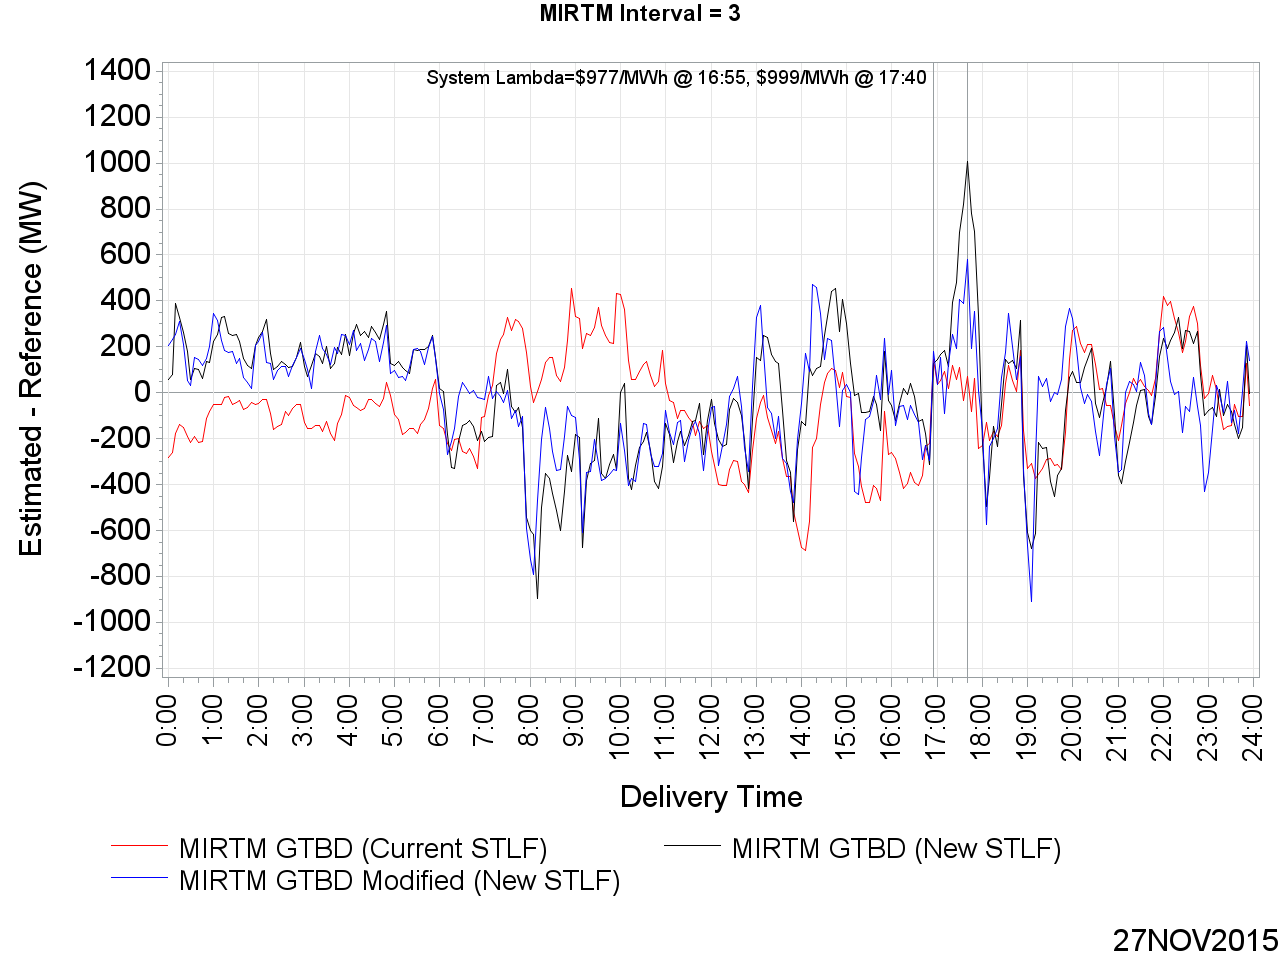 MIRTM Interval = 3
System Lambda=$977/MWh @ 16:55, $999/MWh @ 17:40
1400
1200
1000
800
600
400
200
0
-200
-400
-600
-800
-1000
-1200
Estimated - Reference (MW)
0:00 1:00 2:00 3:00 4:00 5:00 6:00 7:00 8:00 9:00 10:00 11:00 12:00 13:00 14:00 15:00 16:00 17:00 18:00 19:00 20:00 21:00 22:00 23:00 24:00
Delivery Time
MIRTM GTBD (Current STLF) MIRTM GTBD (New STLF)
MIRTM GTBD Modified (New STLF)
27NOV2015